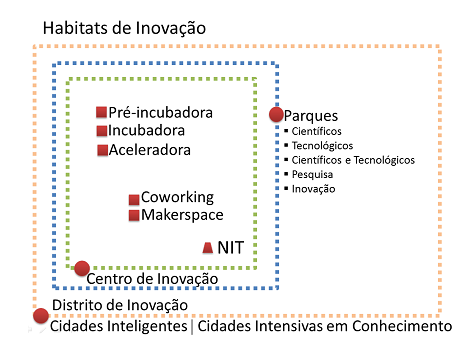 Habitats de Inovação
Pré-incubadora
Incubadora
Aceleradora
Coworking
Makerspace
NIT
Parques
Científicos
Tecnológicos
Científicos e Tecnológicos
Pesquisa
Inovação
Centro de Inovação
Distrito de Inovação
Cidades Inteligentes | Cidades Intensivas em Conhecimento